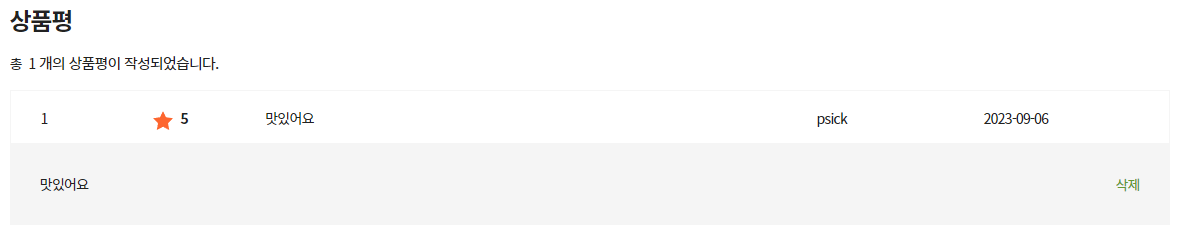 상품평
총 1 개의 상품평이 작성되었습니다.
1 5 맛있어요 psick 2023-09-06
맛있어요 삭제